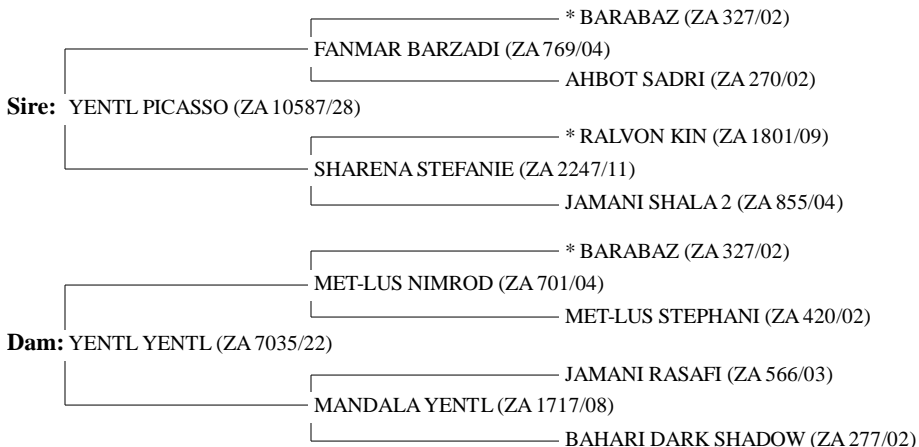 * BARABAZ (ZA 327/02)
FANMAR BARZADI (ZA 769/04)
AHBOT SADRI (ZA 270/02)
Sire: YENTL PICASSO (ZA 10587/28)
* RALVON KIN (ZA 1801/09)
SHARENA STEFANIE (ZA 2247/11)
JAMANI SHALA 2 (ZA 855/04)
* BARABAZ (ZA 327/02)
MET-LUS NIMROD (ZA 701/04)
MET-LUS STEPHANI (ZA 420/02)
Dam: YENTL YENTL (ZA 7035/22)
JAMANI RASAFI (ZA 566/03)
MANDALA YENTL (ZA 1717/08)
BAHARI DARK SHADOW (ZA 277/02)